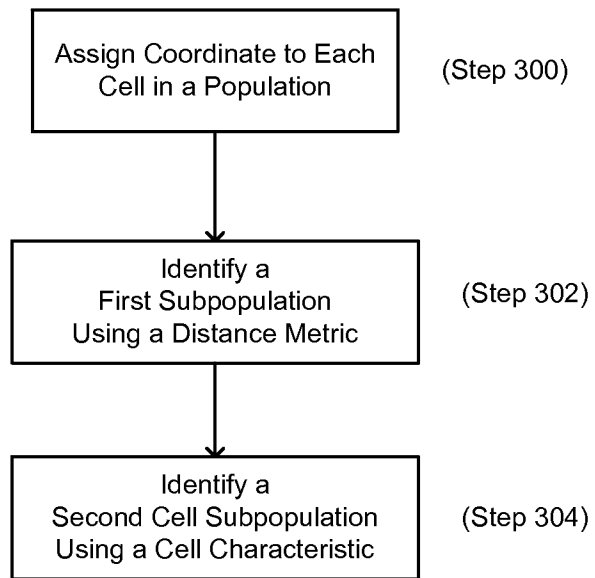 Assign Coordinate to Each
Cell in a Population
(Step 300)
Identify a
First Subpopulation
Using a Distance Metric
(Step 302)
Identify a
Second Cell Subpopulation
Using a Cell Characteristic
(Step 304)